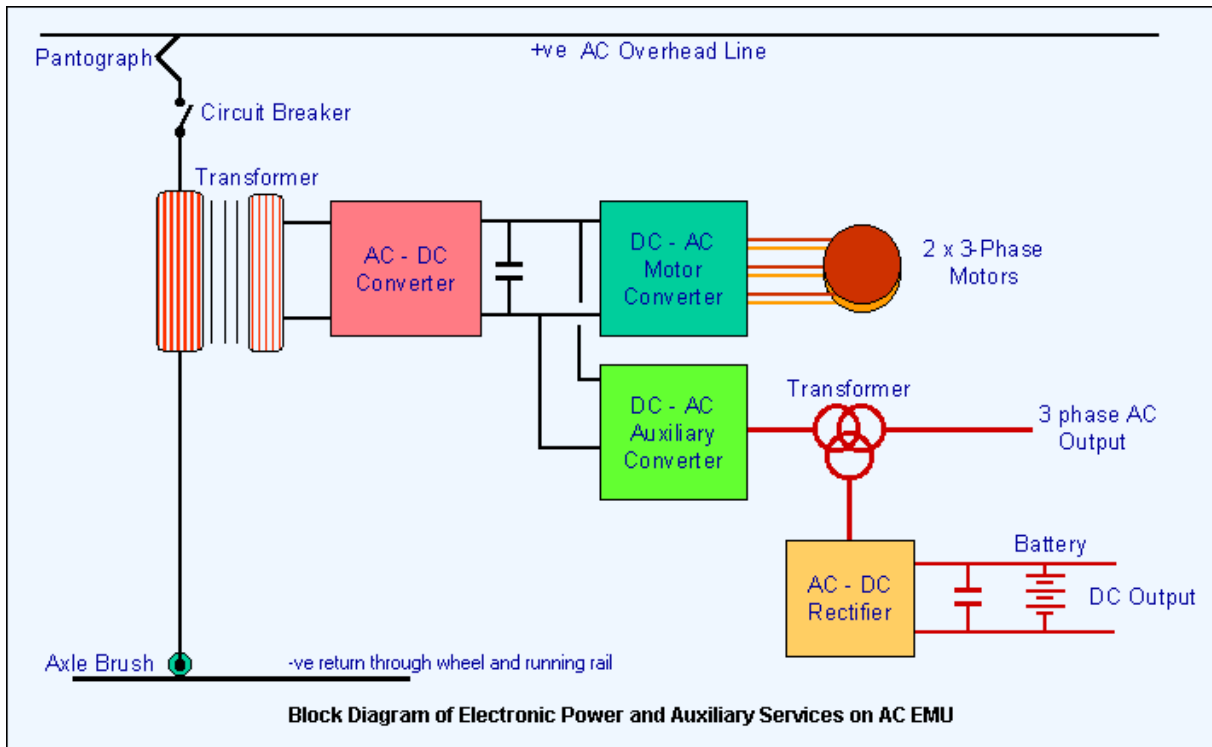 +ve AC Overhead Line
Pantograph
Circuit Breaker
Transformer
AC - DC
Converter
DC - AC
Motor
Converter
2 x 3-Phase
Motors
DC - AC
Auxiliary
Converter
Transformer
3 phase AC
Output
AC - DC
Rectifier
Battery
DC Output
Axle Brush
-ve return through wheel and running rail
Block Diagram of Electronic Power and Auxiliary Services on AC EMU